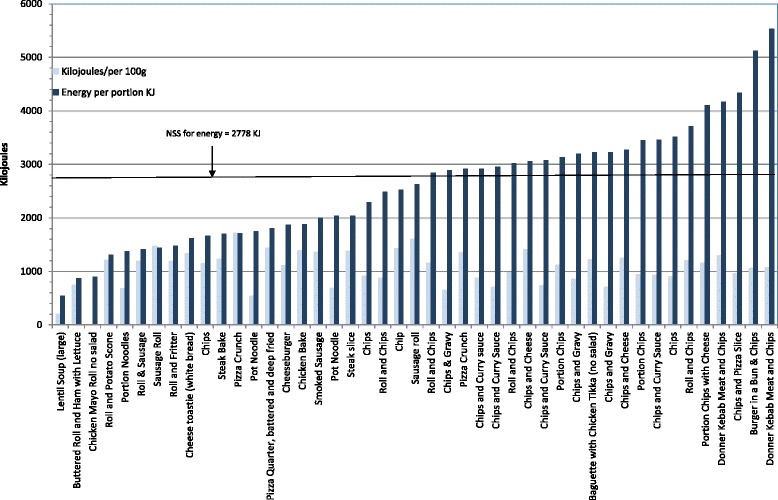 6000
5000
4000
3000
2000
1000
0
Kilojoules
Kilojoules/per 100g
Energy per portion KJ
NSS for energy = 2778 KJ
Lentil Soup (large)
Buttered Roll and Ham with Lettuce
Chicken Mayo Roll no salad
Roll and Potato Scone
Portion Noodles
Roll & Sausage
Sausage Roll
Roll and Fritter
Cheese toastie (white bread)
Chips
Steak Bake
Pizza Crunch
Pot Noodle
Pizza Quarter, battered and deep fried
Cheeseburger
Chicken Bake
Smoked Sausage
Pot Noodle
Steak slice
Chips
Roll and Chips
Chip
Sausage roll
Roll and Chips
Chips & Gravy
Pizza Crunch
Chips and Curry sauce
Chips and Curry Sauce
Roll and Chips
Chips and Cheese
Chips and Curry Sauce
Portion Chips
Chips and Gravy
Baguette with Chicken Tikka (no salad)
Chips and Gravy
Chips and Cheese
Portion Chips
Chips and Curry Sauce
Chips
Roll and Chips
Portion Chips with Cheese
Donner Kebab Meat and Chips
Chips and Pizza Slice
Burger in a Bun & Chips
Donner Kebab Meat and Chips